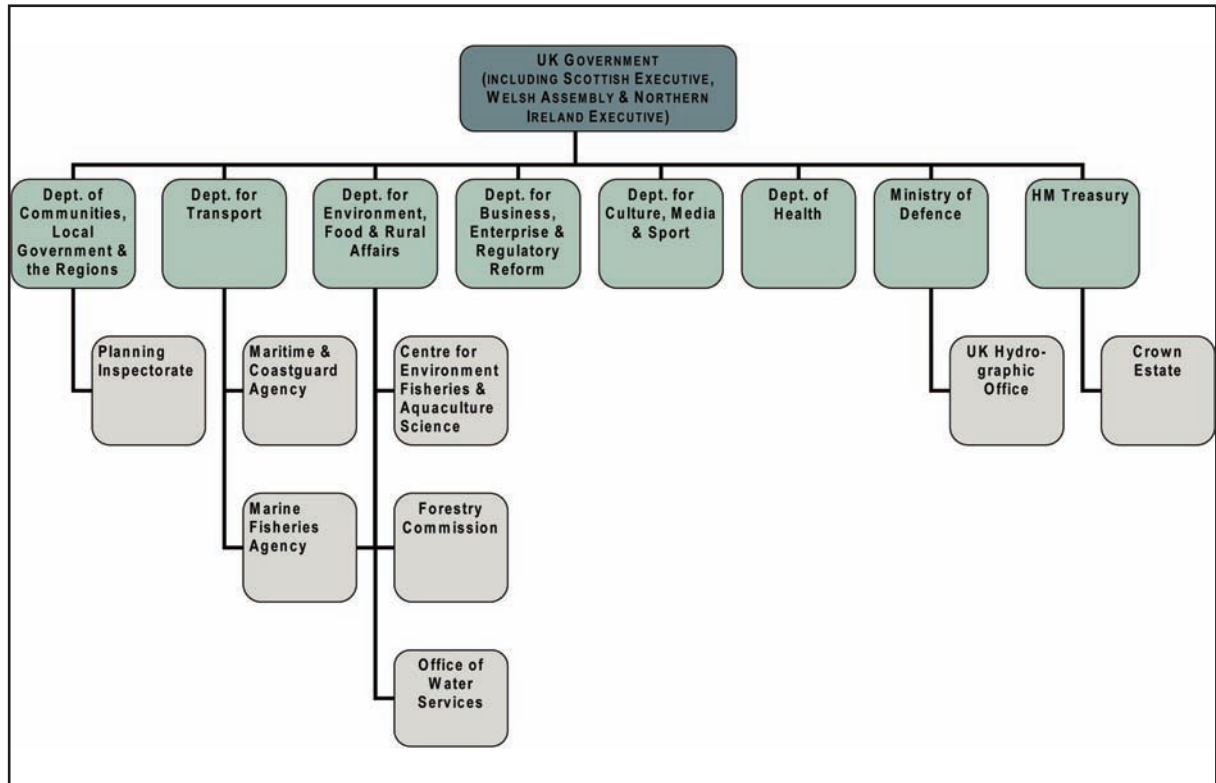 UK GOVERNMENT
(INCLUDING SCOTTISH EXECUTIVE,
WELSH ASSEMBLY & NORTHERN
IRELAND EXECUTIVE)
Dept. of
Communities,
Local
Government &
the Regions
Dept. for
Transport
Dept. for
Environment,
Food & Rural
Affairs
Dept. for
Business,
Enterprise &
Regulatory
Reform
Dept. for
Culture, Media
& Sport
Dept. of
Health
Ministry of
Defence
HM Treasury
Planning
Inspectorate
Maritime &
Coastguard
Agency
Centre for
Environment
Fisheries &
Aquaculture
Science
UK Hydro-
graphic
Office
Crown
Estate
Marine
Fisheries
Agency
Forestry
Commission
Office of
Water
Services